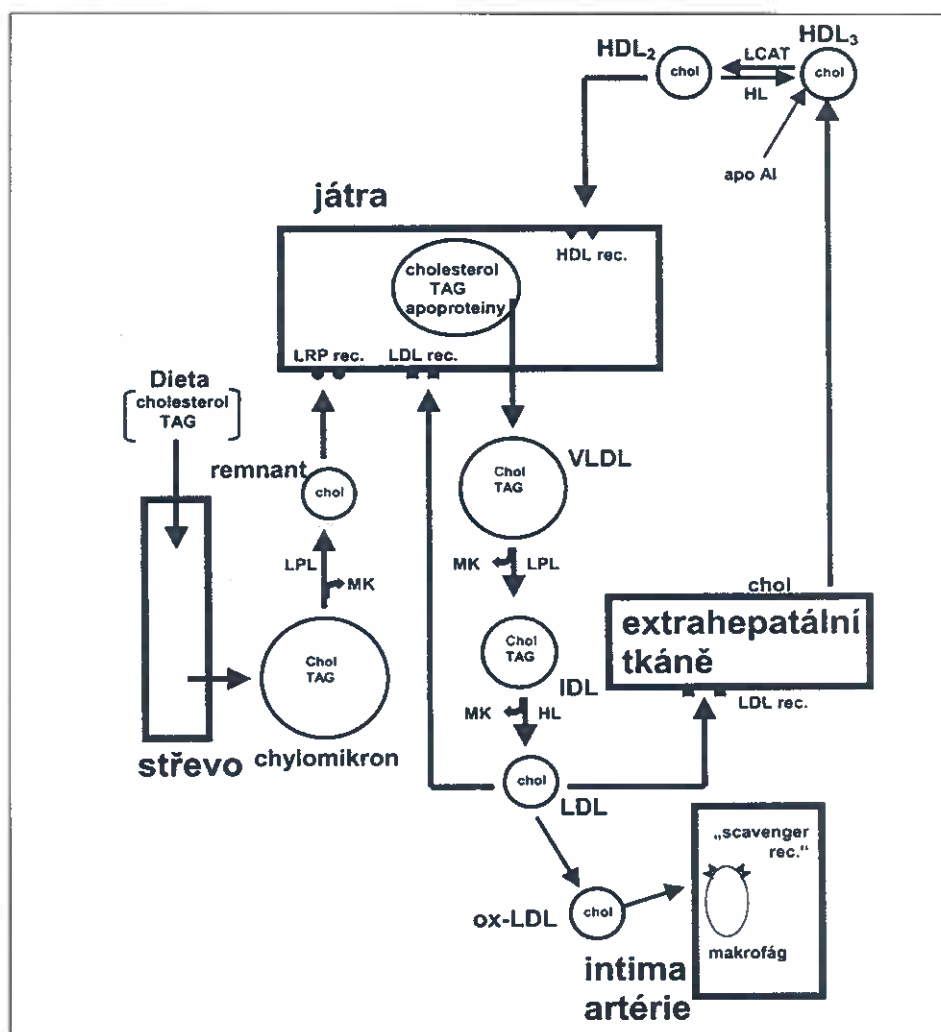 HDL₂
LCAT
HDL₃
chol
chol
HL
apo AI
játra
HDL rec.
cholesterol
TAG
apoproteiny
LRP rec.
LDL rec.
Dieta
cholesterol
TAG
remnant
chol
Chol
TAG
VLDL
LPL
MK
MK
LPL
chol
extrahepatální
tkáně
Chol
TAG
Chol
TAG
IDL
LDL rec.
MK
HL
střevo
chylomikron
chol
LDL
„scavenger
rec.“
ox-LDL
chol
makrofág
intima
artérie